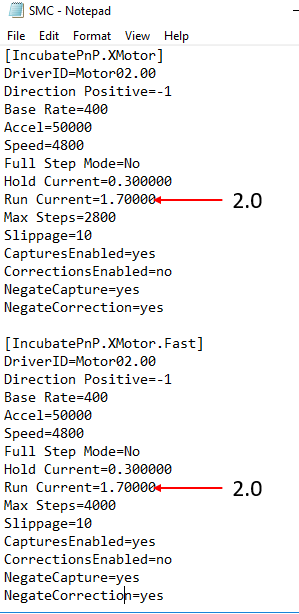 SMC - Notepad
File Edit Format View Help
[IncubatePnP.XMotor]
DriverID=Motor02.00
Direction Positive=-1
Base Rate=400
Accel=50000
Speed=4800
Full Step Mode=No
Hold Current=0.300000
Run Current=1.70000 2.0
Max Steps=2800
Slippage=10
CapturesEnabled=yes
CorrectionsEnabled=no
NegateCapture=yes
NegateCorrection=yes
[IncubatePnP.XMotor.Fast]
DriverID=Motor02.00
Direction Positive=-1
Base Rate=400
Accel=50000
Speed=4800
Full Step Mode=No
Hold Current=0.300000
Run Current=1.70000 2.0
Max Steps=4000
Slippage=10
CapturesEnabled=yes
CorrectionsEnabled=no
NegateCapture=yes
NegateCorrection=yes